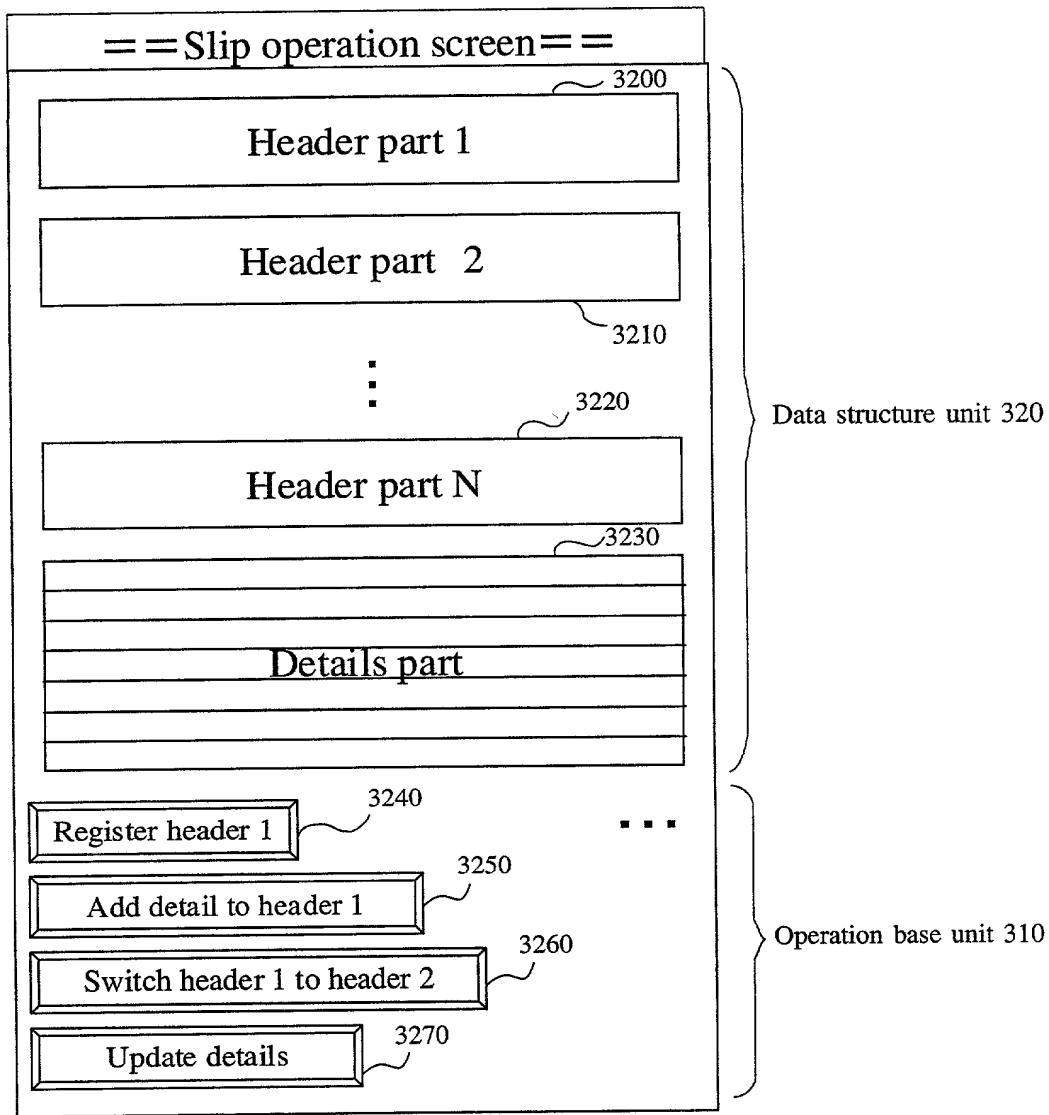 ==Slip operation screen==
3200
Header part 1
Header part 2
3210
3220
Data structure unit 320
Header part N
3230
Details part
3240
Register header 1
3250
Add detail to header 1
Operation base unit 310
3260
Switch header 1 to header 2
3270
Update details